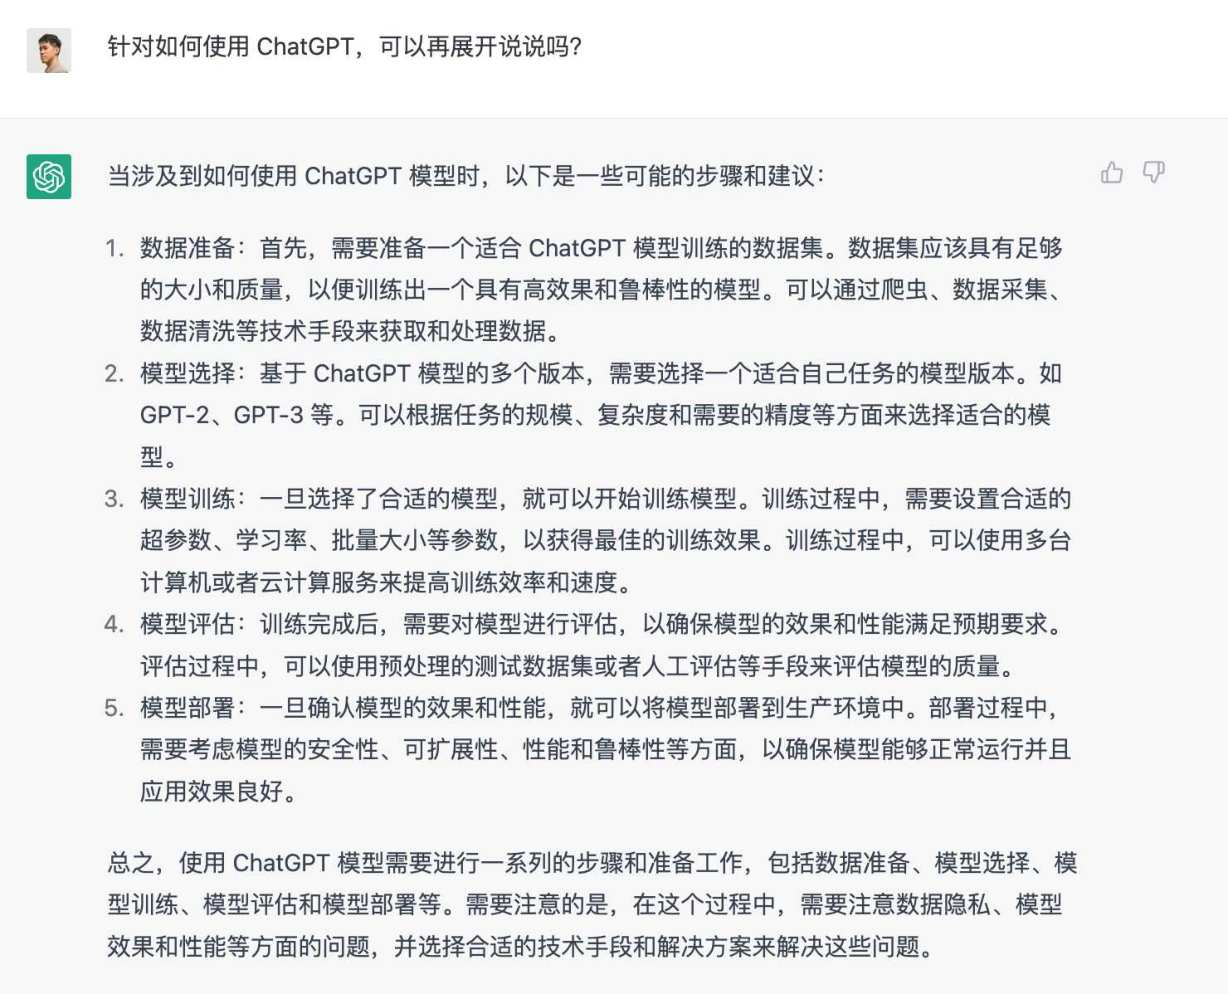 针对如何使用 ChatGPT，可以再展开说说吗？
当涉及到如何使用 ChatGPT 模型时，以下是一些可能的步骤和建议：
1. 数据准备：首先，需要准备一个适合 ChatGPT 模型训练的数据集。数据集应该具有足够
的大小和质量，以便训练出一个具有高效果和鲁棒性的模型。可以通过爬虫、数据采集、
数据清洗等技术手段来获取和处理数据。
2. 模型选择：基于 ChatGPT 模型的多个版本，需要选择一个适合自己任务的模型版本。如
GPT-2、GPT-3 等。可以根据任务的规模、复杂度和需要的精度等方面来选择适合的模
型。
3. 模型训练：一旦选择了合适的模型，就可以开始训练模型。训练过程中，需要设置合适的
超参数、学习率、批量大小等参数，以获得最佳的训练效果。训练过程中，可以使用多台
计算机或者云计算服务来提高训练效率和速度。
4. 模型评估：训练完成后，需要对模型进行评估，以确保模型的效果和性能满足预期要求。
评估过程中，可以使用预处理的测试数据集或者人工评估等手段来评估模型的质量。
5. 模型部署：一旦确认模型的效果和性能，就可以将模型部署到生产环境中。部署过程中，
需要考虑模型的安全性、可扩展性、性能和鲁棒性等方面，以确保模型能够正常运行并且
应用效果良好。
总之，使用 ChatGPT 模型需要进行一系列的步骤和准备工作，包括数据准备、模型选择、模
型训练、模型评估和模型部署等。需要注意的是，在这个过程中，需要注意数据隐私、模型
效果和性能等方面的问题，并选择合适的技术手段和解决方案来解决这些问题。